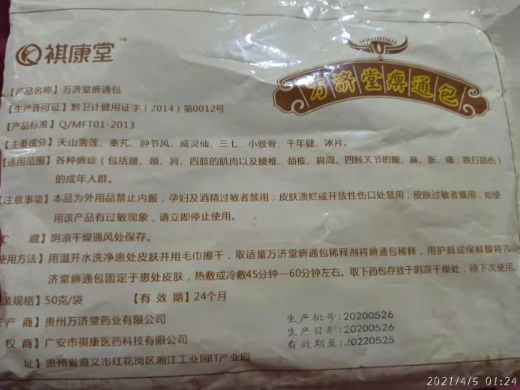 祺康堂
万济堂痹通包
【产品名称】万济堂痹通包
【生产许可证】黔卫计健用证字(2014)第0012号
【产品标准】Q/MFT01-2013
【主要成分】天山雪莲、秦艽、肿节风、威灵仙、三七、小驳骨、千年健、冰片。
【适用范围】各种痹症(包括腰、颈、肩、四肢的肌肉以及腰椎、颈椎、肩周、四肢关节的酸、麻、胀、痛;跌打损伤)
的成年人群。
【注意事项】本品为外用品禁止内服;孕妇及酒精过敏者禁用;皮肤溃烂或开放性伤口处禁用,皮肤过敏者慎用;如使
用该产品有过敏现象,请立即停止使用。
藏】阴凉干燥通风处保存。
使用方法】用温开水洗净患处皮肤并用毛巾擦干,取适量万济堂痹通包稀释剂将痹通包稀释,用护具或保鲜膜将万
济堂痹通包固定于患处皮肤,热敷或冷敷45分钟—60分钟左右。取下药包存放于阴凉干燥处,待下次使用。
装规格】50克/袋 【有效期】24个月
产商】贵州万济堂药业有限公司 生产批号:20200526
权商】广安市祺康医药科技有限公司 生产日期:20200526
址】贵州省遵义市红花岗区湘江工业园IT产业园 有效期至:20220525
2021/4/5 01:24